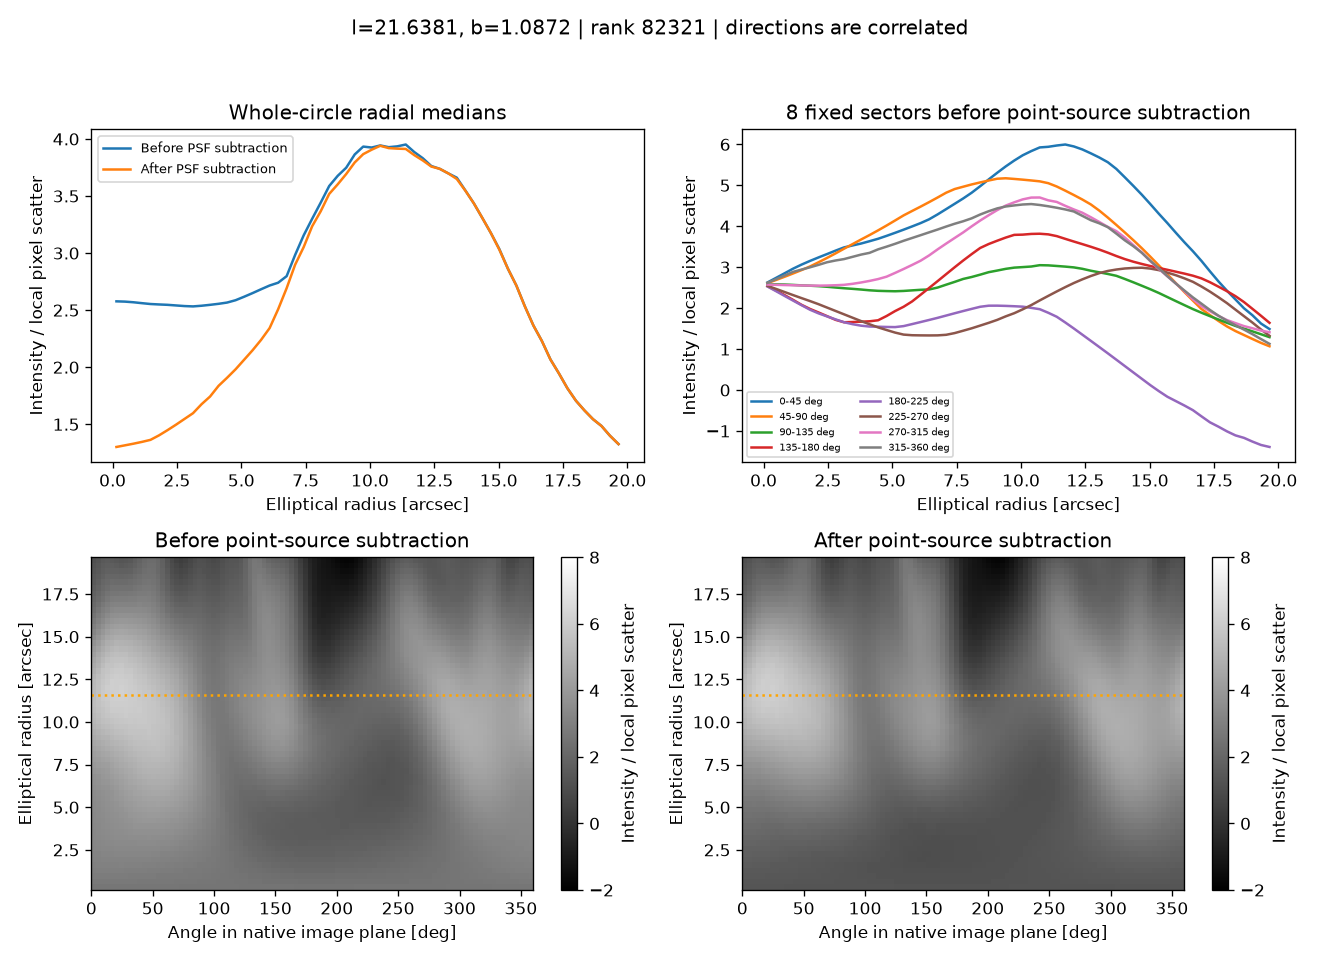 l=21.6381, b=1.0872 | rank 82321 | directions are correlated
Whole-circle radial medians
4.0
3.5
3.0
2.5
2.0
1.5
Intensity / local pixel scatter
Before PSF subtraction
After PSF subtraction
0.0 2.5 5.0 7.5 10.0 12.5 15.0 17.5 20.0
Elliptical radius [arcsec]
8 fixed sectors before point-source subtraction
6
5
4
3
2
1
0
−1
Intensity / local pixel scatter
0-45 deg
45-90 deg
90-135 deg
135-180 deg
180-225 deg
225-270 deg
270-315 deg
315-360 deg
0.0 2.5 5.0 7.5 10.0 12.5 15.0 17.5 20.0
Elliptical radius [arcsec]
Before point-source subtraction
17.5
15.0
12.5
10.0
7.5
5.0
2.5
Elliptical radius [arcsec]
0 50 100 150 200 250 300 350
Angle in native image plane [deg]
8
6
4
2
0
−2
Intensity / local pixel scatter
After point-source subtraction
17.5
15.0
12.5
10.0
7.5
5.0
2.5
Elliptical radius [arcsec]
0 50 100 150 200 250 300 350
Angle in native image plane [deg]
8
6
4
2
0
−2
Intensity / local pixel scatter